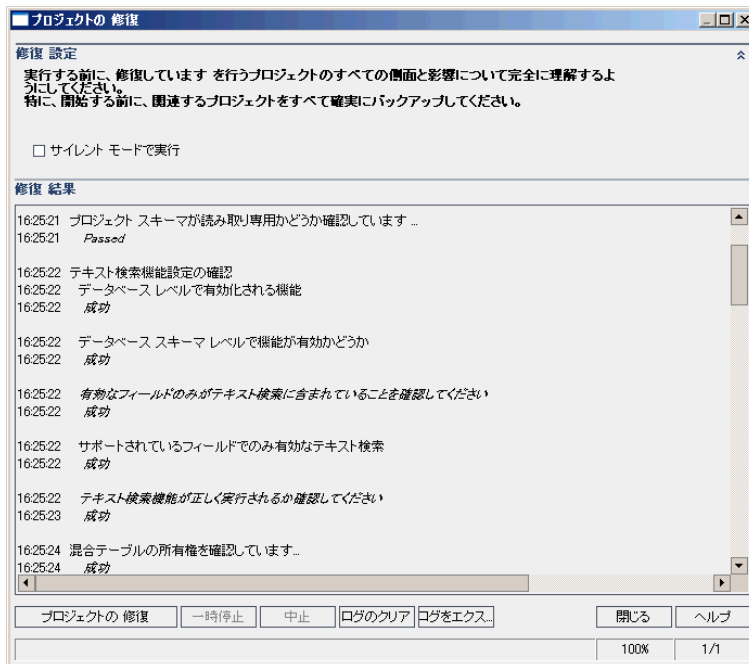 プロジェクトの 修復
修復 設定
実行する前に、修復しています を行うプロジェクトのすべての側面と影響について完全に理解するよ
うにしてください。
特に、開始する前に、関連するプロジェクトをすべて確実にバックアップしてください。
サイレント モードで実行
修復 結果
16:25:21 プロジェクト スキーマが読み取り専用かどうか確認しています ...
16:25:21 Passed
16:25:22 テキスト検索機能設定の確認
16:25:22 データベース レベルで有効化される機能
16:25:22 成功
16:25:22 データベース スキーマ レベルで機能が有効かどうか
16:25:22 成功
16:25:22 有効なフィールドのみがテキスト検索に含まれていることを確認してください
16:25:22 成功
16:25:22 サポートされているフィールドでのみ有効なテキスト検索
16:25:22 成功
16:25:22 テキスト検索機能が正しく実行されるか確認してください
16:25:23 成功
16:25:24 混合テーブルの所有権を確認しています...
16:25:24 成功
プロジェクトの 修復 一時停止 中止 ログのクリア ログをエクス... 閉じる ヘルプ
100% 1/1